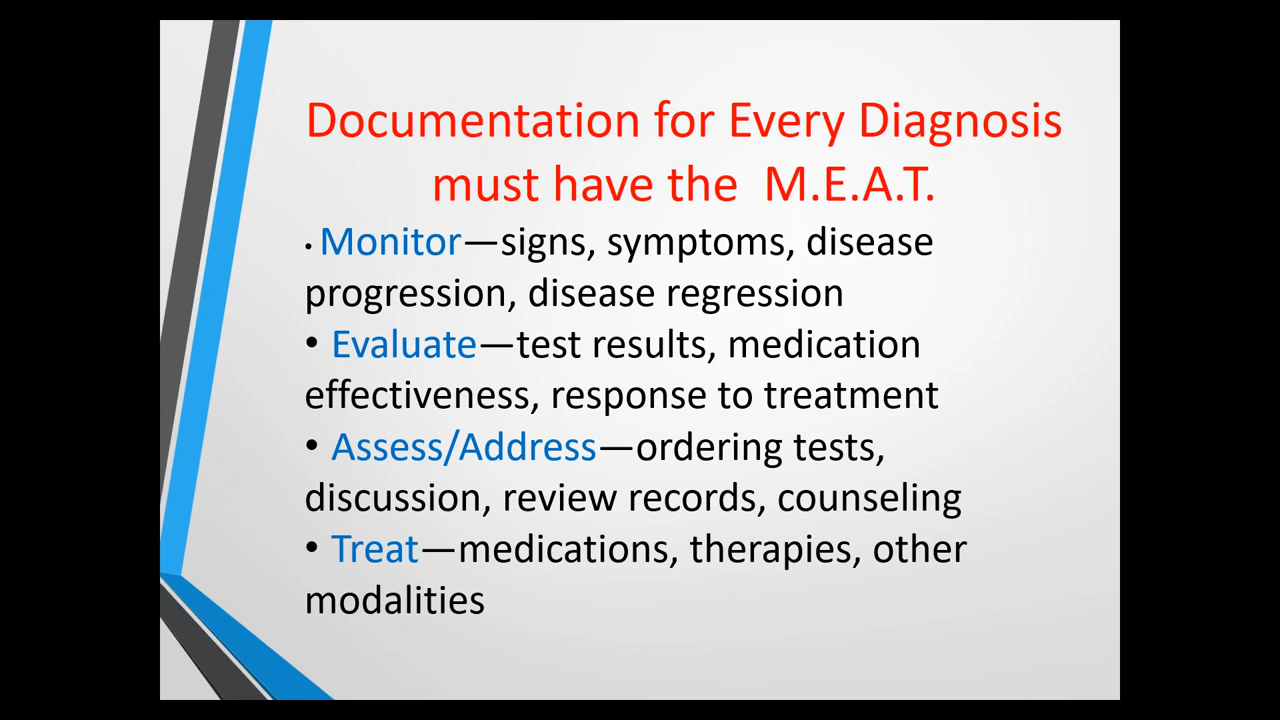 Documentation for Every Diagnosis
must have the  M.E.A.T.
• Monitor—signs, symptoms, disease
progression, disease regression
• Evaluate—test results, medication
effectiveness, response to treatment
• Assess/Address—ordering tests,
discussion, review records, counseling
• Treat—medications, therapies, other
modalities